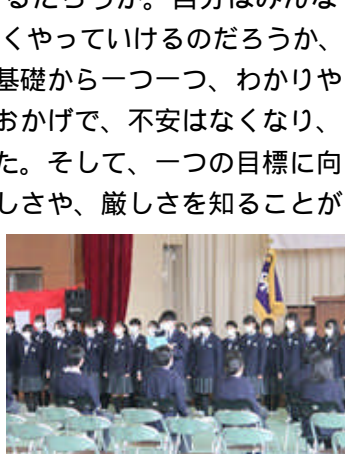 るだろうか。自分はみんな
くやっていけるのだろうか、
基礎から一つ一つ、わかりや
おかげで、不安はなくなり、
た。そして、一つの目標に向
しさや、厳しさを知ることが